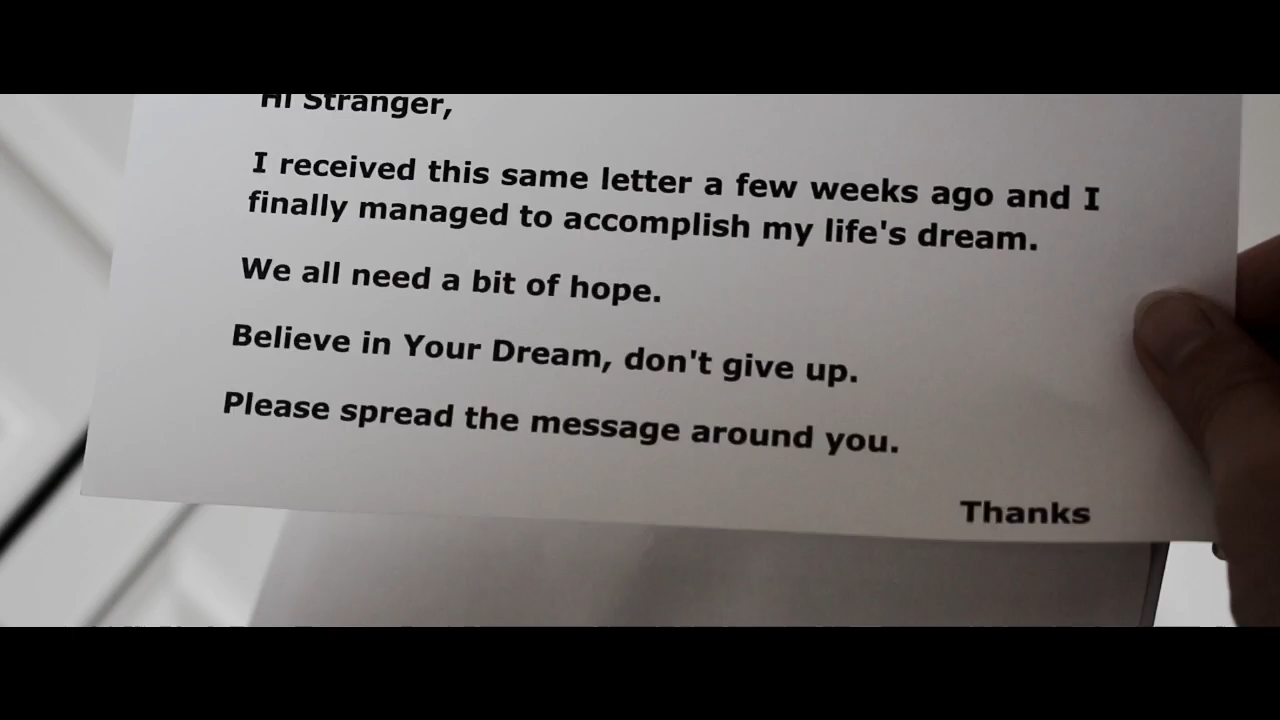 Hi Stranger,
I received this same letter a few weeks ago and I
finally managed to accomplish my life's dream.
We all need a bit of hope.
Believe in Your Dream, don't give up.
Please spread the message around you.
Thanks